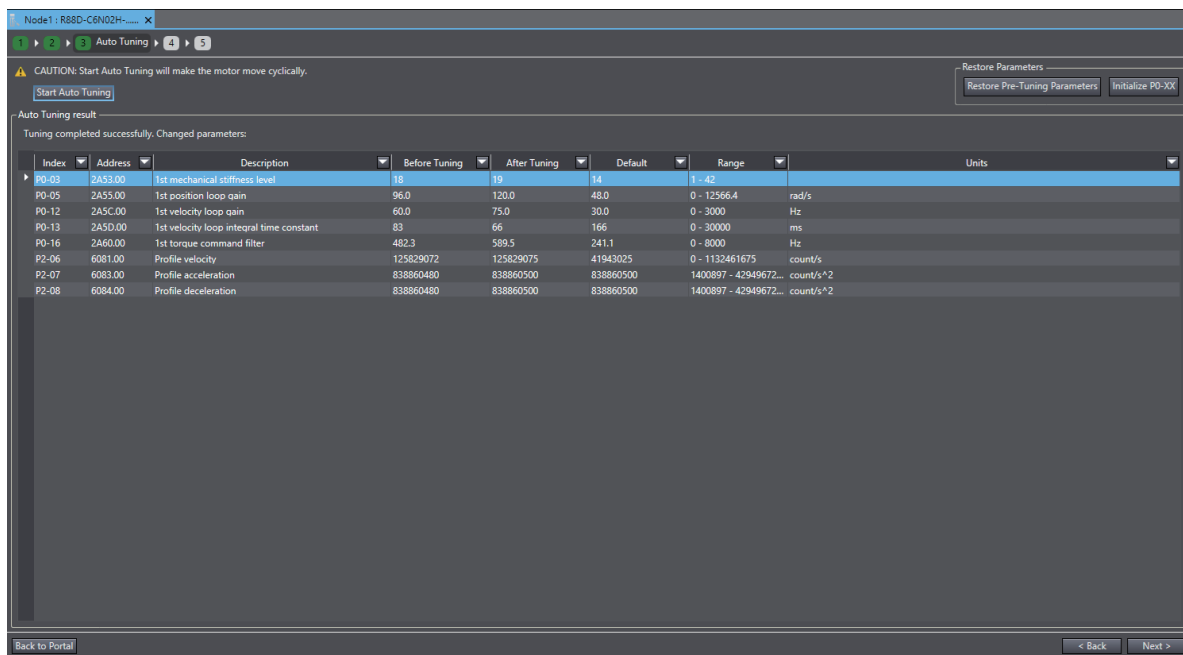 Node1 : R88D-C6N02H-...... ×
1 2 3 Auto Tuning 4 5
CAUTION: Start Auto Tuning will make the motor move cyclically.
Start Auto Tuning
Restore Parameters
Restore Pre-Tuning Parameters Initialize P0-XX
Auto Tuning result
Tuning completed successfully. Changed parameters:
Index Address Description Before Tuning After Tuning Default Range Units
P0-03 2A53.00 1st mechanical stiffness level 18 19 14 1 - 42
P0-05 2A55.00 1st position loop gain 96.0 120.0 48.0 0 - 12566.4 rad/s
P0-12 2A5C.00 1st velocity loop gain 60.0 75.0 30.0 0 - 3000 Hz
P0-13 2A5D.00 1st velocity loop integral time constant 83 66 166 0 - 30000 ms
P0-16 2A60.00 1st torque command filter 482.3 589.5 241.1 0 - 8000 Hz
P2-06 6081.00 Profile velocity 125829072 125829075 41943025 0 - 1132461675 count/s
P2-07 6083.00 Profile acceleration 838860480 838860500 838860500 1400897 - 42949672... count/s^2
P2-08 6084.00 Profile deceleration 838860480 838860500 838860500 1400897 - 42949672... count/s^2
Back to Portal
< Back Next >